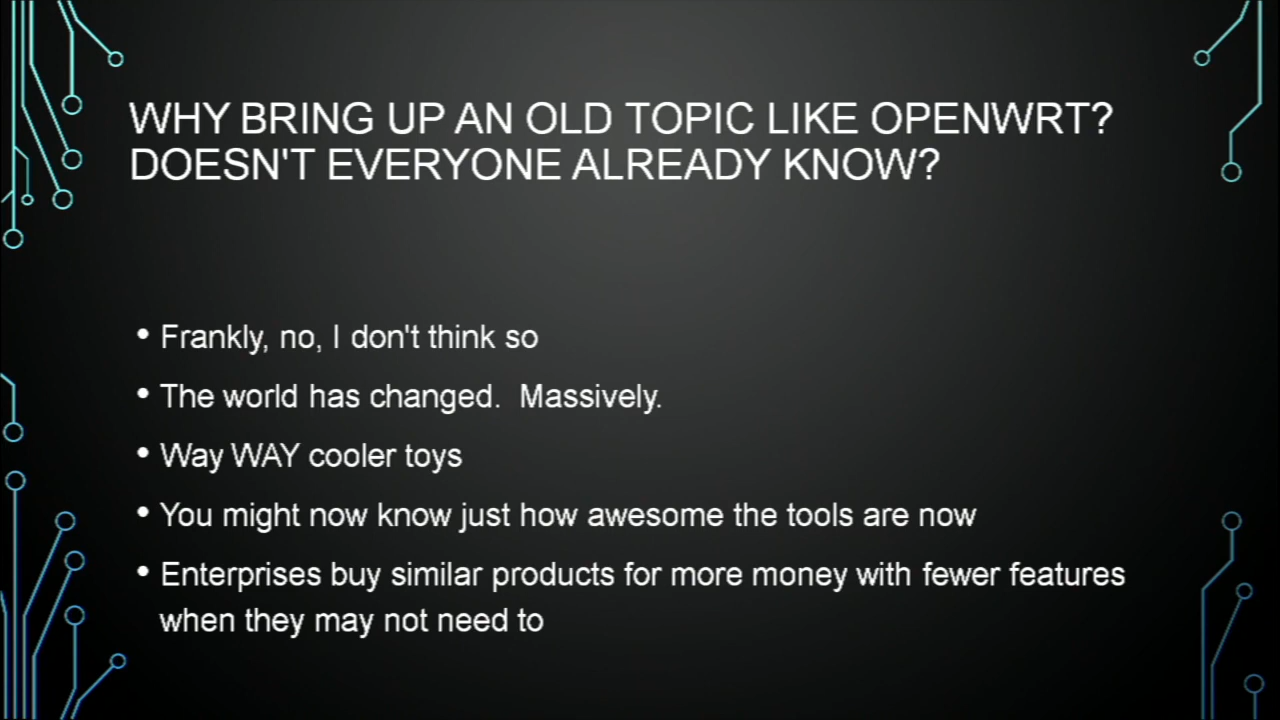 WHY BRING UP AN OLD TOPIC LIKE OPENWRT?
DOESN'T EVERYONE ALREADY KNOW?
• Frankly, no, I don't think so
• The world has changed.  Massively.
• Way WAY cooler toys
• You might now know just how awesome the tools are now
• Enterprises buy similar products for more money with fewer features
when they may not need to